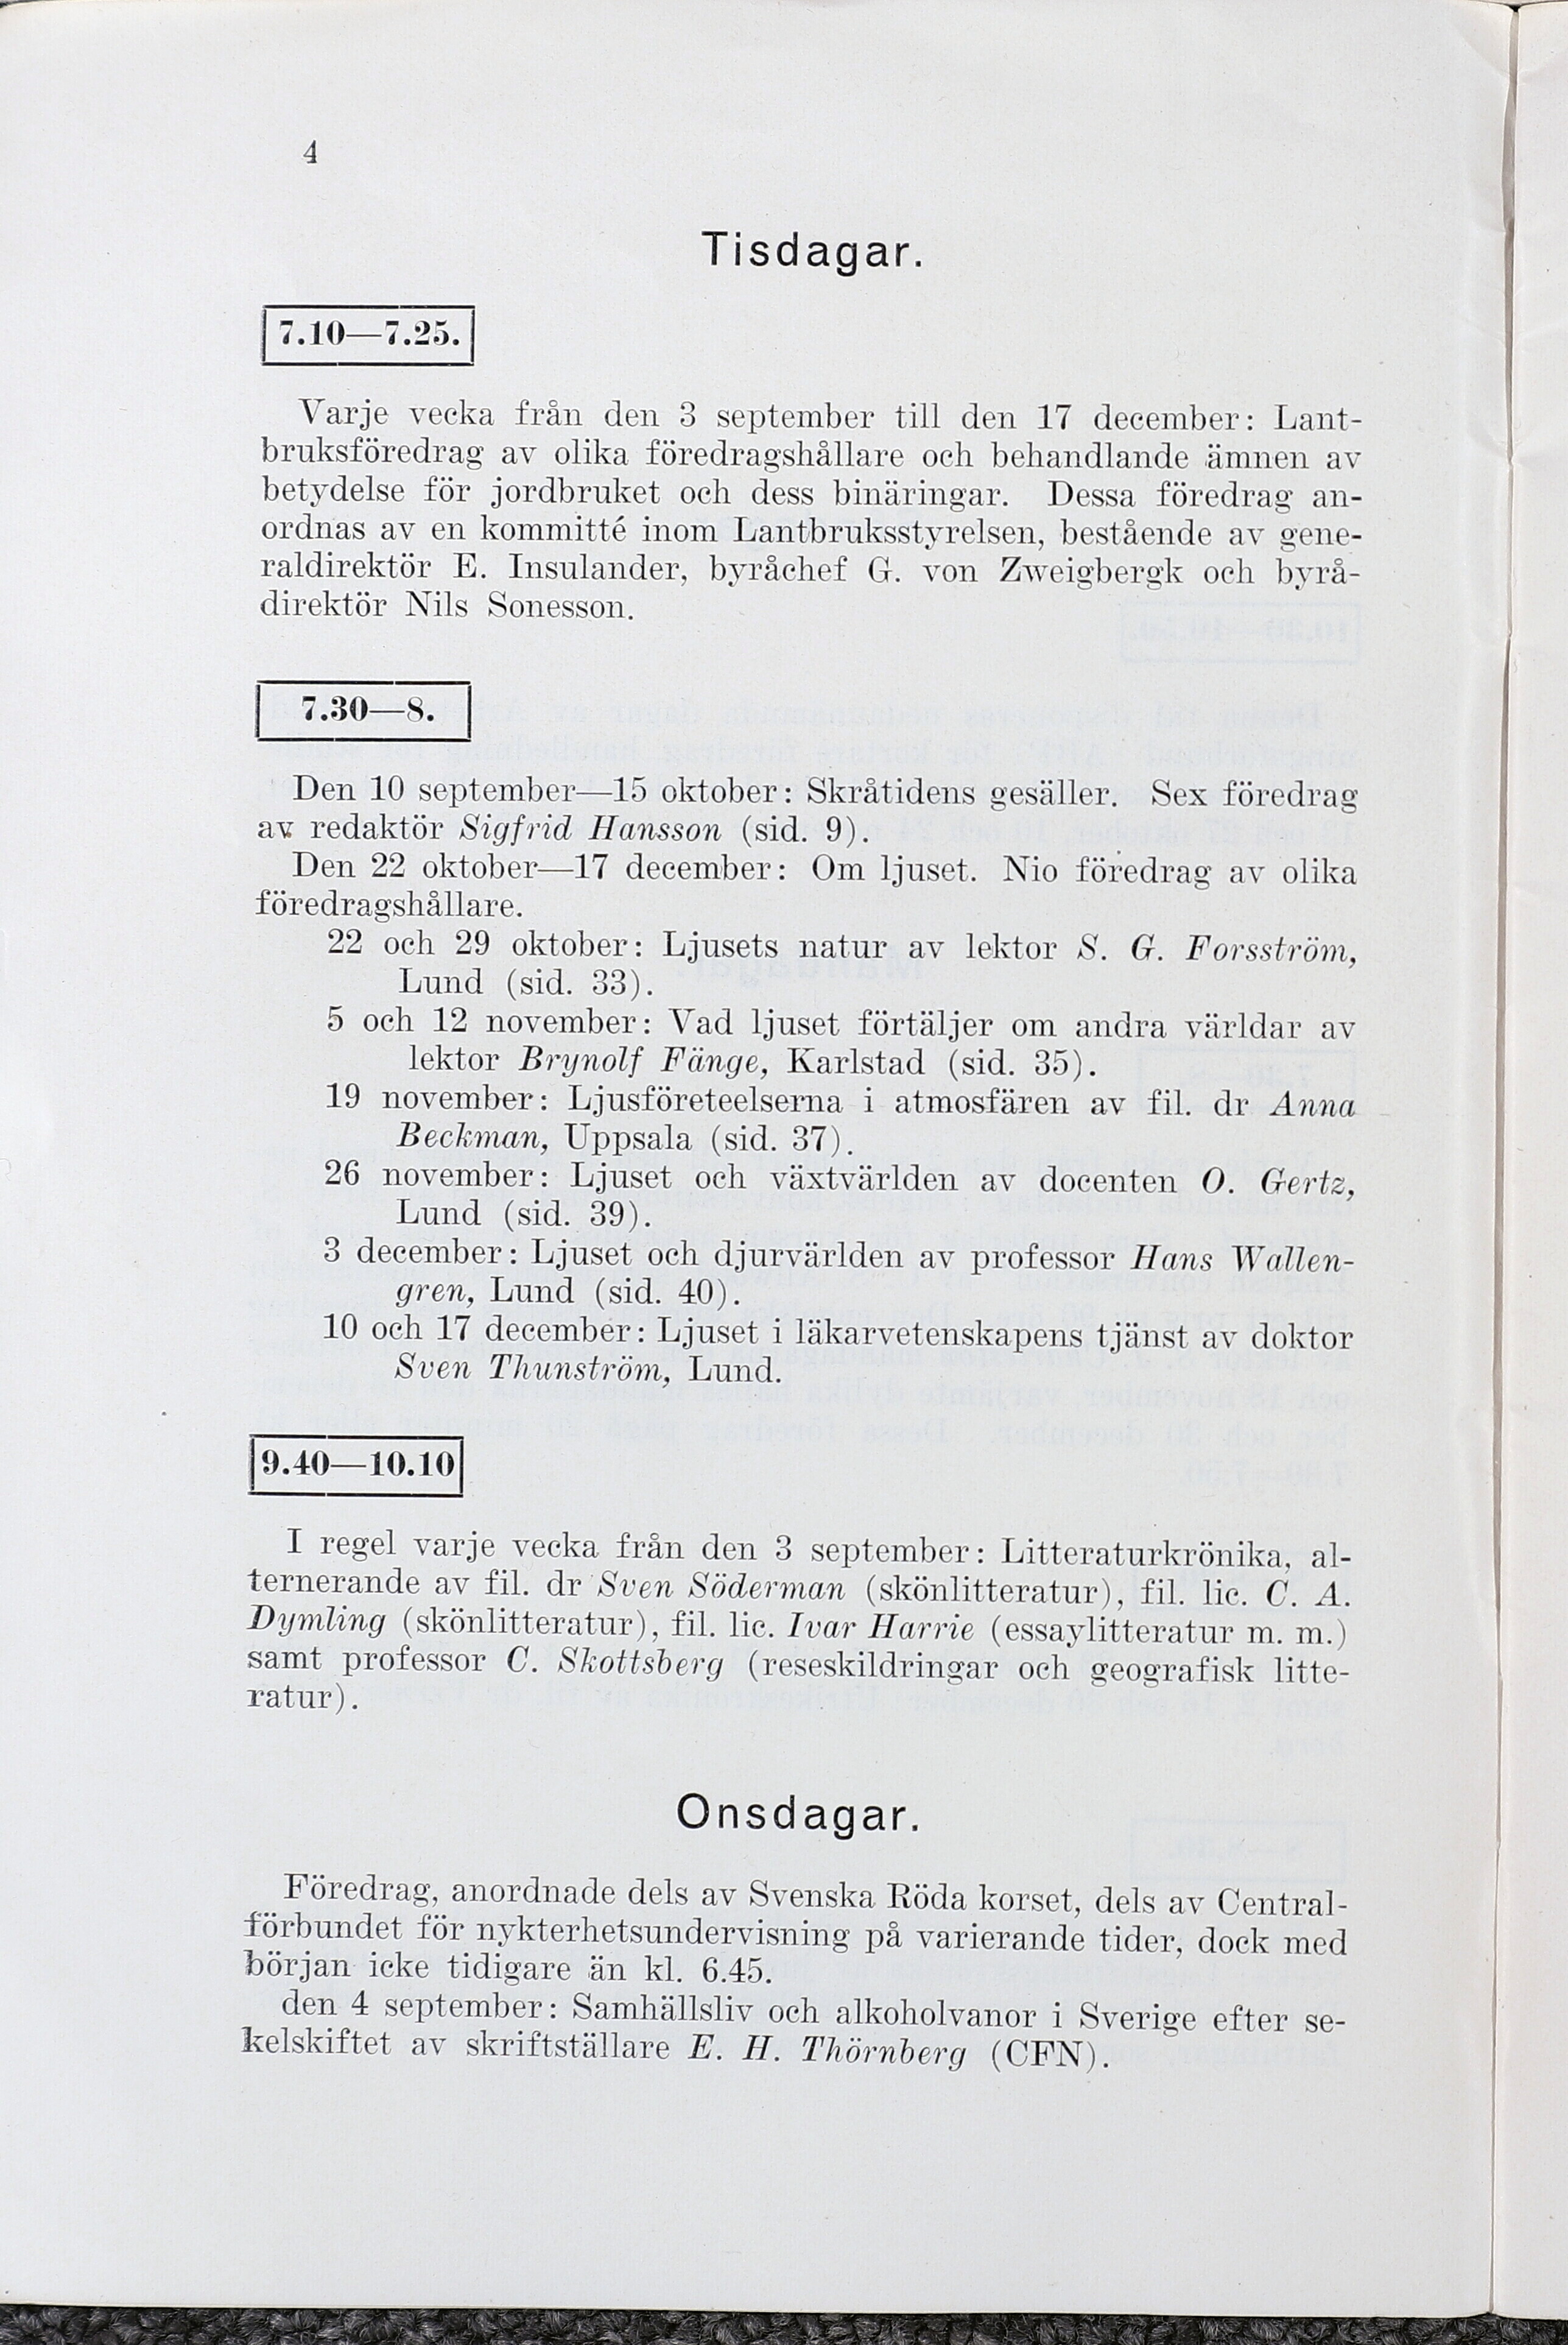 4
Tisdagar.
7.10—7.25.
Varje vecka från den 3 september till den 17 december: Lant-
bruksföredrag av olika föredragshållare och behandlande ämnen av
betydelse för jordbruket och dess binäringar. Dessa föredrag an-
ordnas av en kommitté inom Lantbruksstyrelsen, bestående av gene-
raldirektör E. Insulander, byråchef G. von Zweigbergk och byrå-
direktör Nils Sonesson.
7.30—8.
Den 10 september—15 oktober: Skråtidens gesäller. Sex föredrag
av redaktör Sigfrid Hansson (sid. 9).
Den 22 oktober—17 december: Om ljuset. Nio föredrag av olika
föredragshållare.
22 och 29 oktober: Ljusets natur av lektor S. G. Forsström,
Lund (sid. 33).
5 och 12 november: Vad ljuset förtäljer om andra världar av
lektor Brynolf Fänge, Karlstad (sid. 35).
19 november: Ljusföreteelserna i atmosfären av fil. dr Anna
Beckman, Uppsala (sid. 37).
26 november: Ljuset och växtvärlden av docenten O. Gertz,
Lund (sid. 39).
3 december: Ljuset och djurvärlden av professor Hans Wallen-
gren, Lund (sid. 40).
10 och 17 december: Ljuset i läkarvetenskapens tjänst av doktor
Sven Thunström, Lund.
9.40—10.10
I regel varje vecka från den 3 september: Litteraturkrönika, al-
ternerande av fil. dr Sven Söderman (skönlitteratur), fil. lic. C. A.
Dymling (skönlitteratur), fil. lic. Ivar Harrie (essaylitteratur m. m.)
samt professor C. Skottsberg (reseskildringar och geografisk litte-
ratur).
Onsdagar.
Föredrag, anordnade dels av Svenska Röda korset, dels av Central-
förbundet för nykterhetsundervisning på varierande tider, dock med
början icke tidigare än kl. 6.45.
den 4 september: Samhällsliv och alkoholvanor i Sverige efter se-
kelskiftet av skriftställare E. H. Thörnberg (CFN).